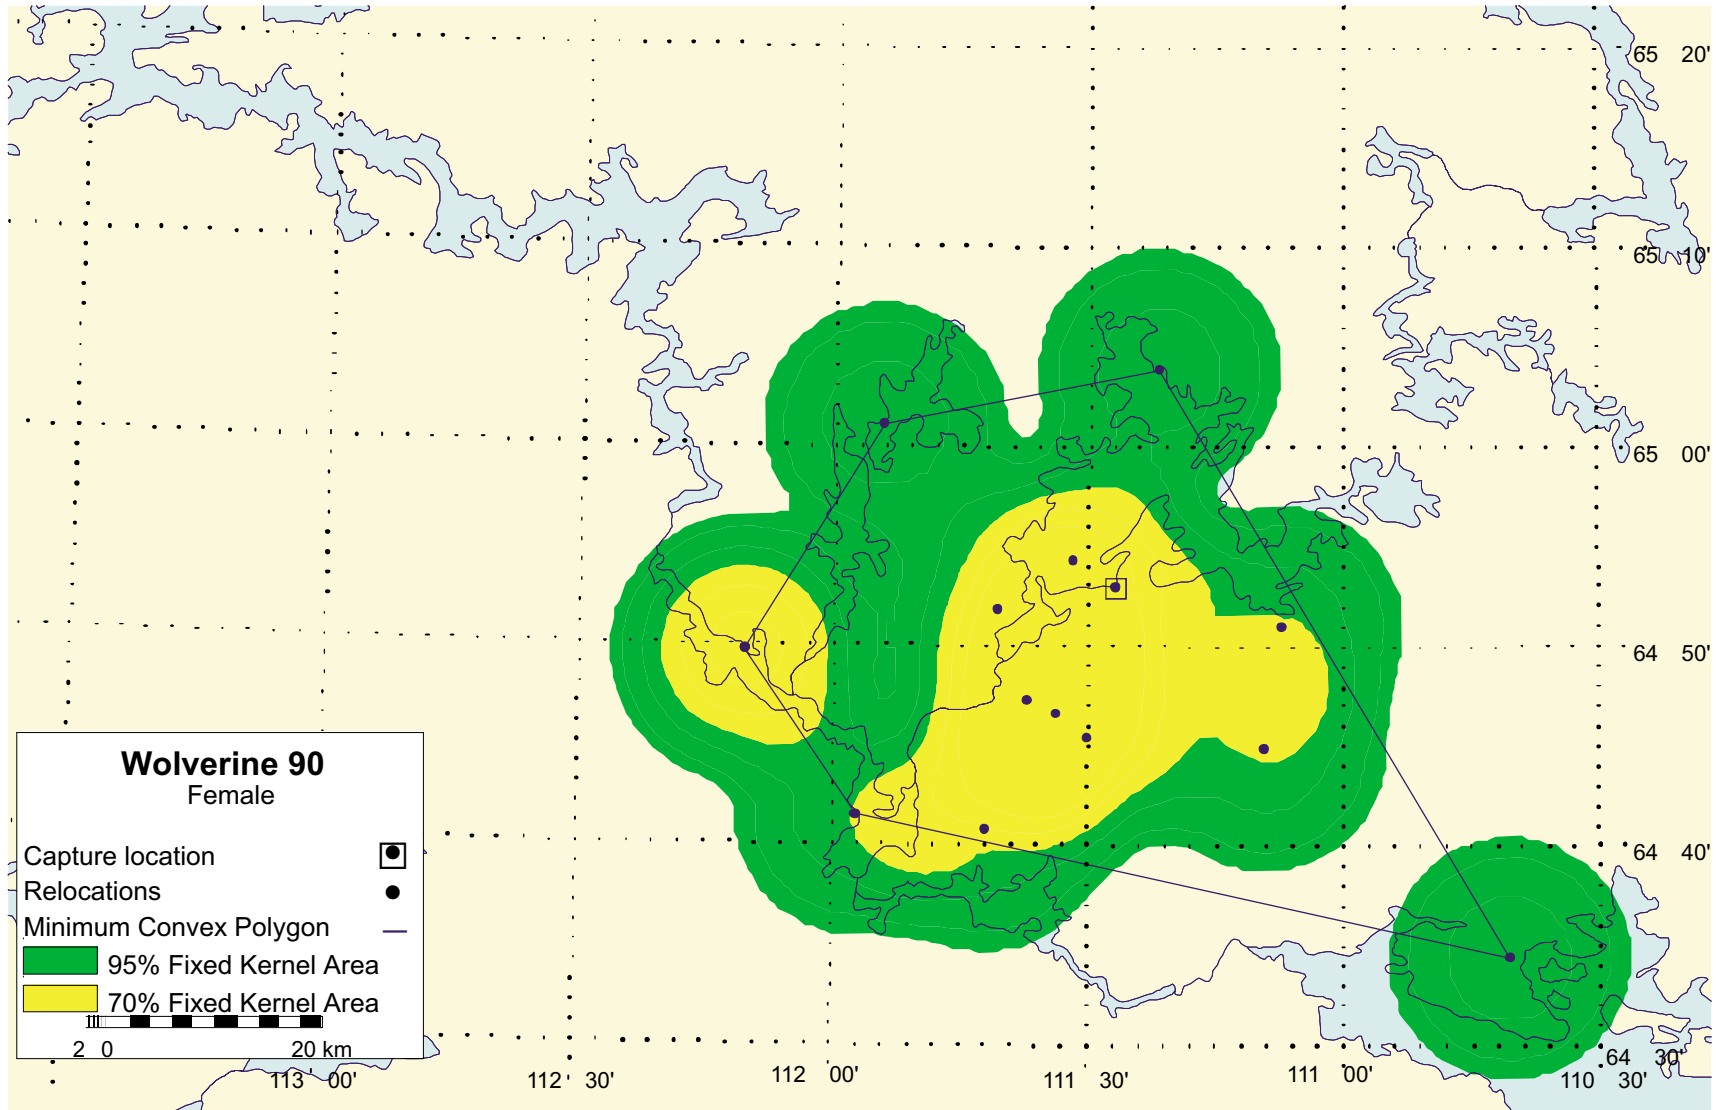 65 20'
65 10'
65 00'
64 50'
64 40'
64 30'
Wolverine 90
Female
Capture location
Relocations
Minimum Convex Polygon
95% Fixed Kernel Area
70% Fixed Kernel Area
2 0 20 km
113 00' 112 30' 112 00' 111 30' 111 00' 110 30'